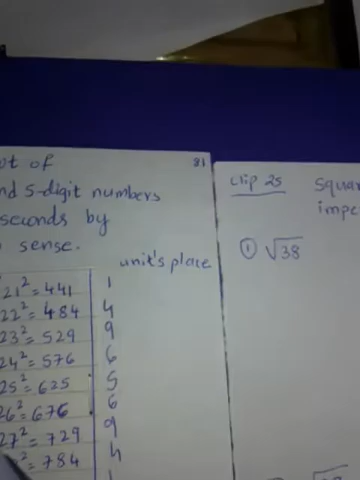 ot of 81
nd 5-digit numbers
seconds by
sense.
unit's place
21² = 441 1
22² = 484 4
23² = 529 9
24² = 576 6
25² = 625 5
26² = 676 6
27² = 729 9
² = 784 4
Clip 25 squar
impe
① √38